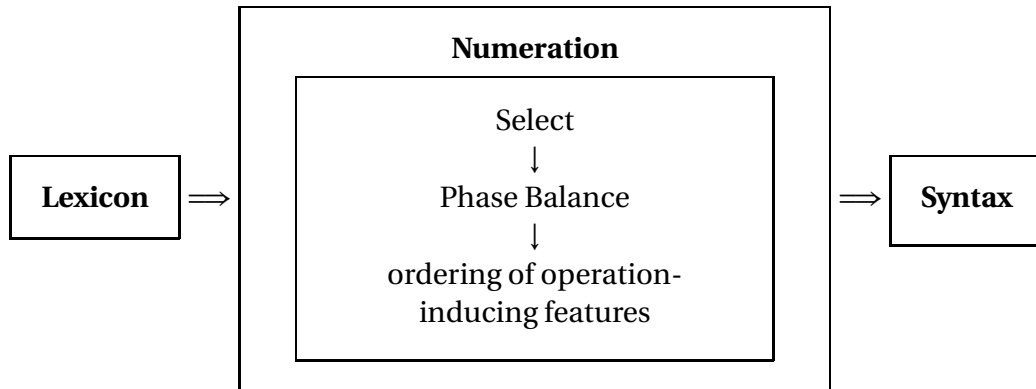 Numeration
Select
↓
Lexicon ⟹ Phase Balance ⟹ Syntax
↓
ordering of operation-
inducing features